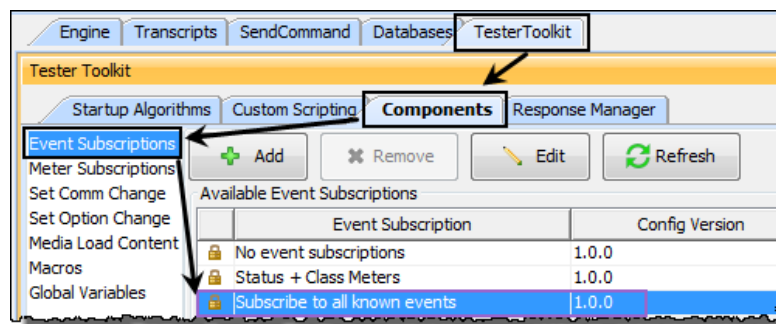 Engine Transcripts SendCommand Databases TesterToolkit
Tester Toolkit
Startup Algorithms Custom Scripting Components Response Manager
Event Subscriptions
Meter Subscriptions
Set Comm Change
Set Option Change
Media Load Content
Macros
Global Variables
Add Remove Edit Refresh
Available Event Subscriptions
Event Subscription Config Version
No event subscriptions 1.0.0
Status + Class Meters 1.0.0
Subscribe to all known events 1.0.0